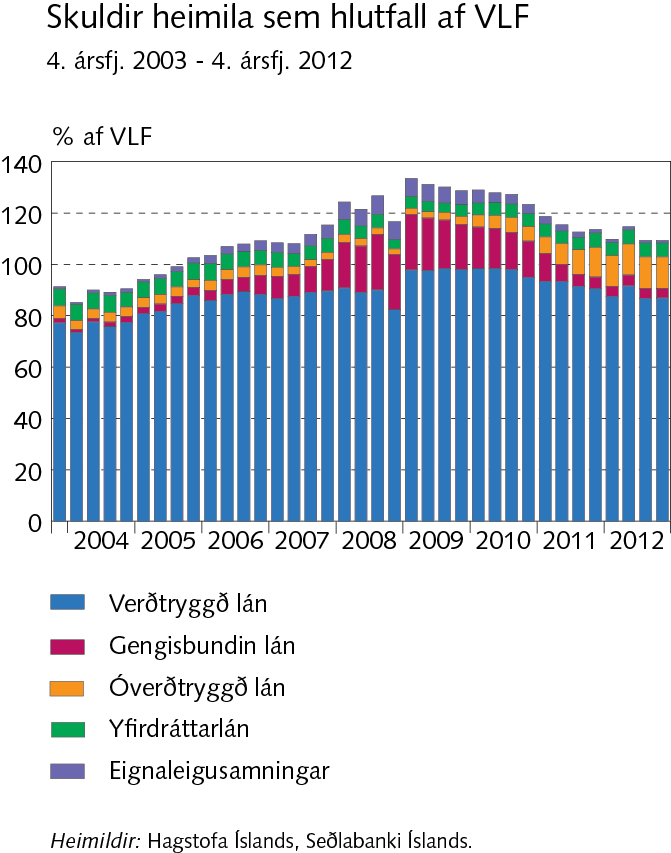 Skuldir heimila sem hlutfall af VLF
4. ársfj. 2003 - 4. ársfj. 2012
% af VLF
140
120
100
80
60
40
20
0
2004 2005 2006 2007 2008 2009 2010 2011 2012
Verðtryggð lán
Gengisbundin lán
Óverðtryggð lán
Yfirdráttarlán
Eignaleigusamningar
Heimildir: Hagstofa Íslands, Seðlabanki Íslands.